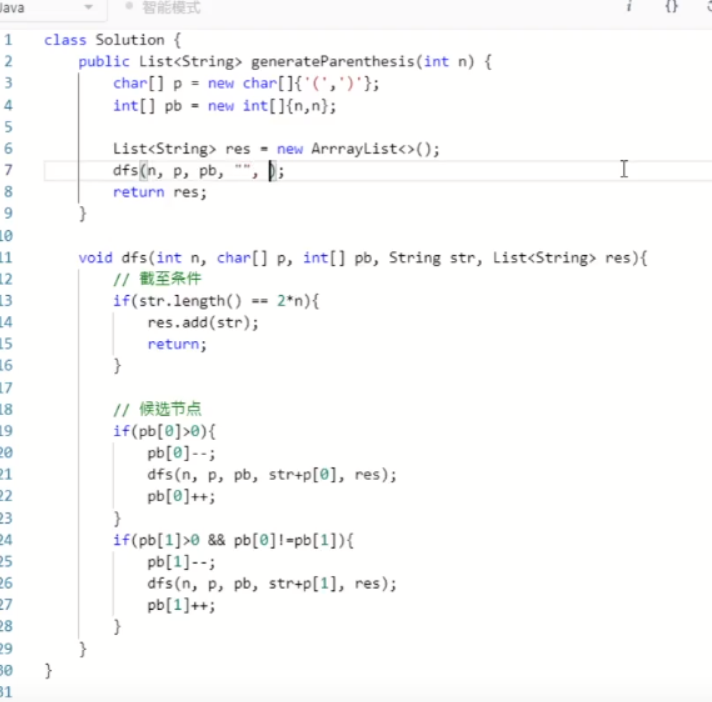 Java 智能模式 i {}
1 class Solution {
2 public List<String> generateParenthesis(int n) {
3 char[] p = new char[]{'(',')'};
4 int[] pb = new int[]{n,n};
5
6 List<String> res = new ArrrayList<>();
7 dfs(n, p, pb, "", );
8 return res;
9 }
10
11 void dfs(int n, char[] p, int[] pb, String str, List<String> res){
12 // 截至条件
13 if(str.length() == 2*n){
14 res.add(str);
15 return;
16 }
17
18 // 候选节点
19 if(pb[0]>0){
20 pb[0]--;
21 dfs(n, p, pb, str+p[0], res);
22 pb[0]++;
23 }
24 if(pb[1]>0 && pb[0]!=pb[1]){
25 pb[1]--;
26 dfs(n, p, pb, str+p[1], res);
27 pb[1]++;
28 }
29 }
30 }
31